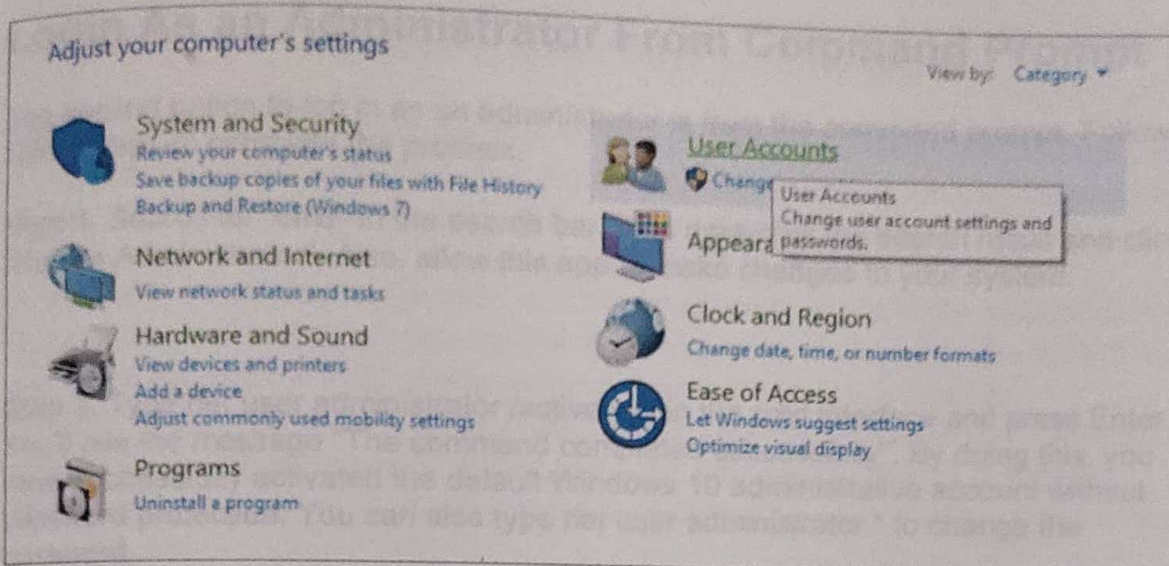 Adjust your computer's settings
View by: Category
System and Security
Review your computer's status
Save backup copies of your files with File History
Backup and Restore (Windows 7)
Network and Internet
View network status and tasks
Hardware and Sound
View devices and printers
Add a device
Adjust commonly used mobility settings
Programs
Uninstall a program
User Accounts
Change
User Accounts
Change user account settings and
passwords.
Appeara
Clock and Region
Change date, time, or number formats
Ease of Access
Let Windows suggest settings
Optimize visual display